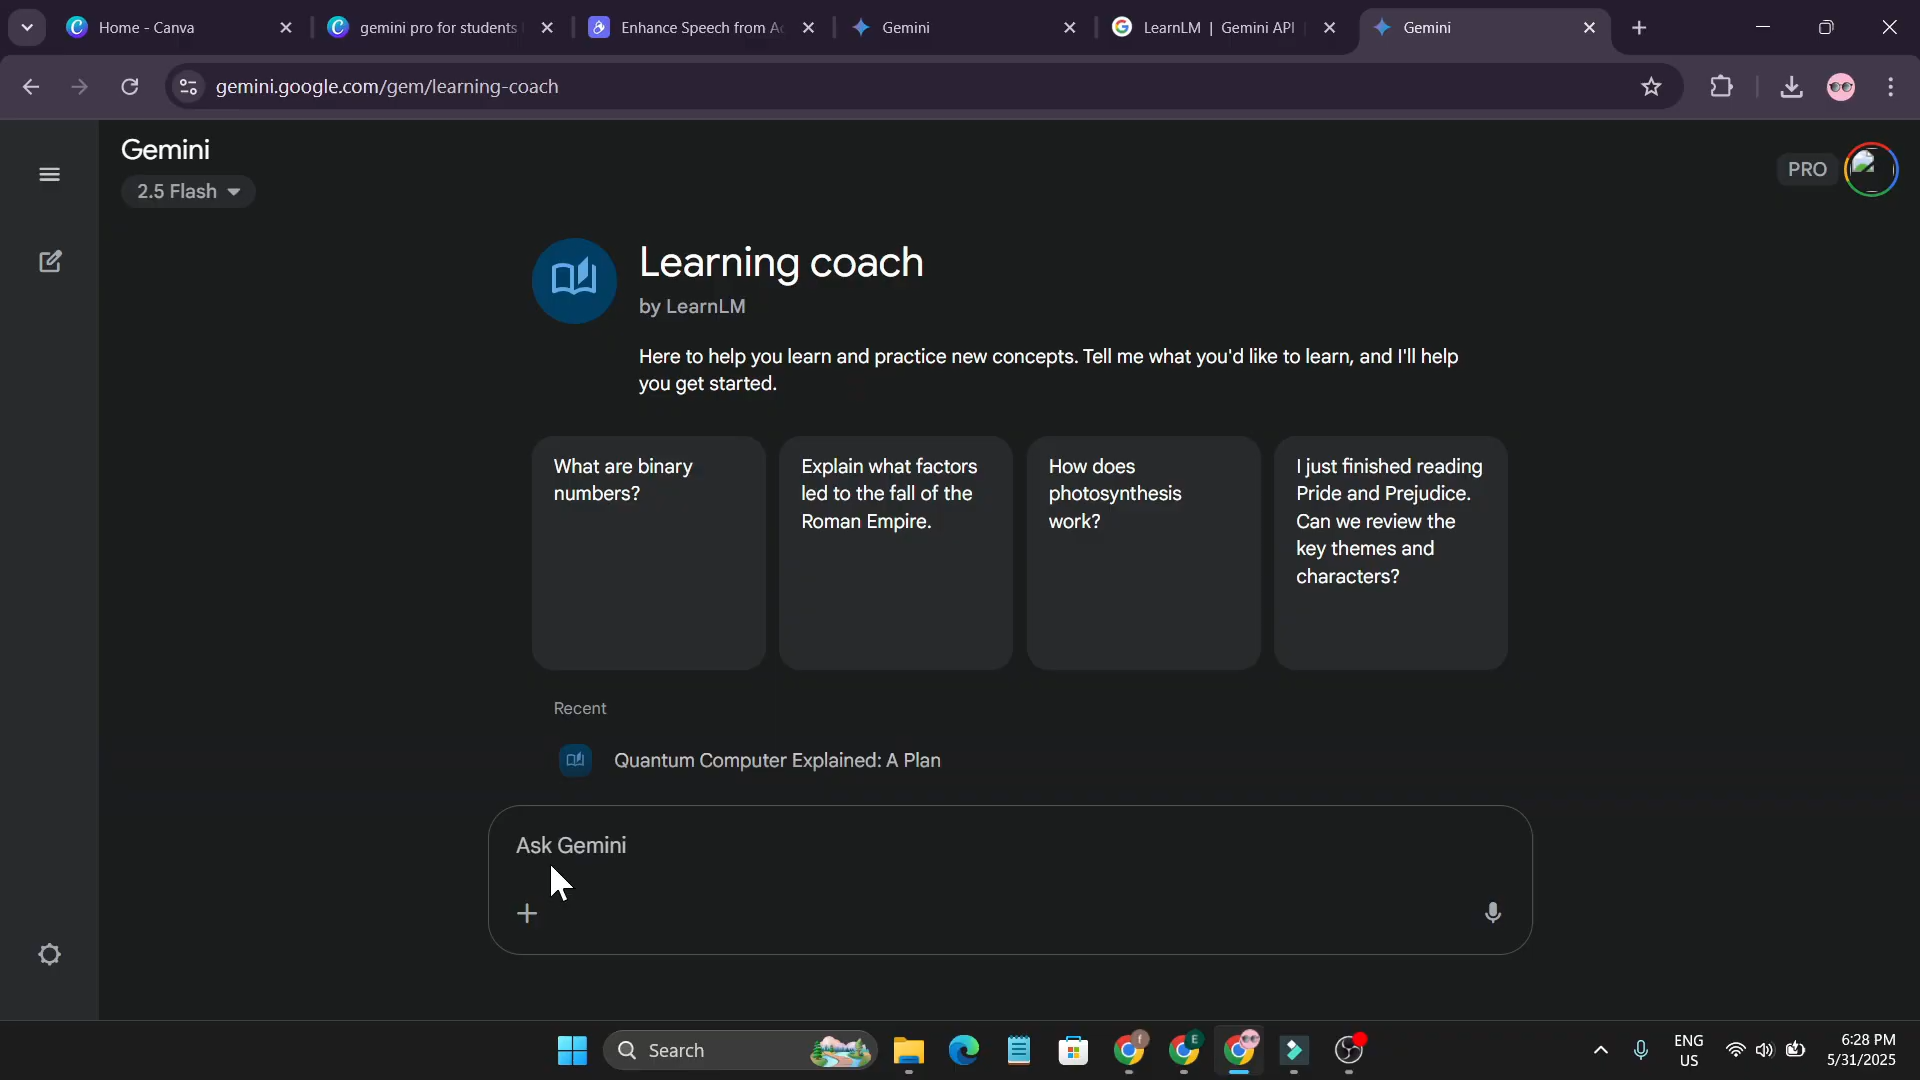 Home - Canva
gemini pro for students
Enhance Speech from Ad
Gemini
LearnLM | Gemini API
Gemini
gemini.google.com/gem/learning-coach
Gemini
2.5 Flash
PRO
Learning coach
by LearnLM
Here to help you learn and practice new concepts. Tell me what you'd like to learn, and I'll help
you get started.
What are binary
numbers?
Explain what factors
led to the fall of the
Roman Empire.
How does
photosynthesis
work?
I just finished reading
Pride and Prejudice.
Can we review the
key themes and
characters?
Recent
Quantum Computer Explained: A Plan
Ask Gemini
Search
f
E
ENG
US
6:28 PM
5/31/2025